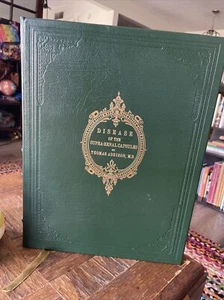 DISEASE
OF THE
SUPRA-RENAL CAPSULES
BY
THOMAS ADDISON, M.D.